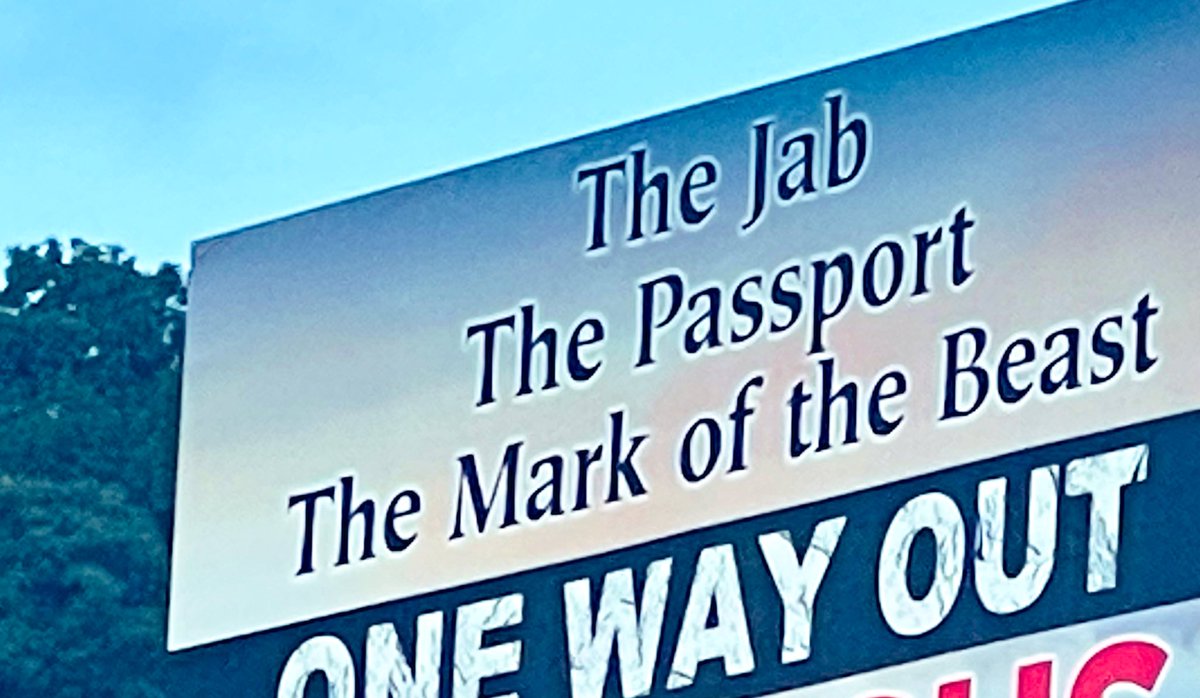 The Jab
The Passport
The Mark of the Beast
ONE WAY OUT